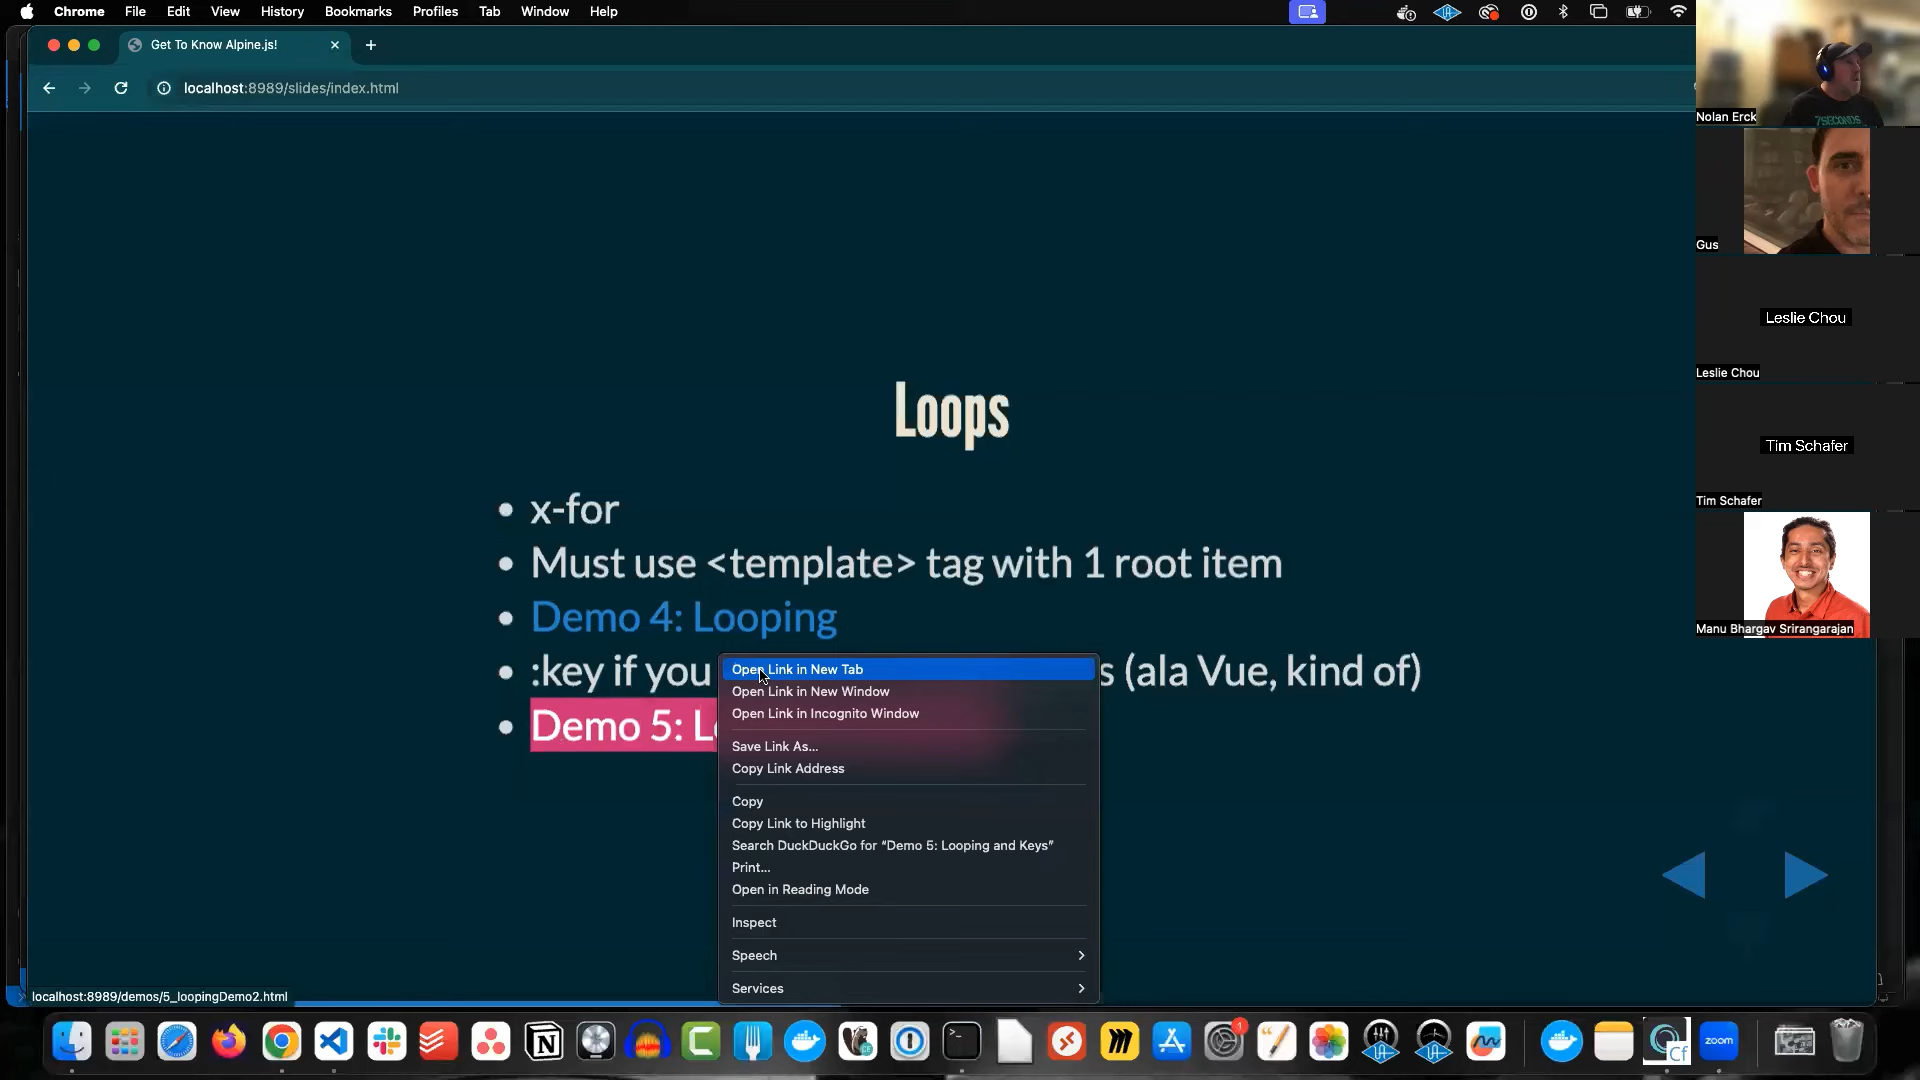 Chrome File Edit View History Bookmarks Profiles Tab Window Help
Get To Know Alpine.js!
localhost:8989/slides/index.html
Loops
x-for
Must use <template> tag with 1 root item
Demo 4: Looping
:key if you
s (ala Vue, kind of)
Demo 5: L
Open Link in New Tab
Open Link in New Window
Open Link in Incognito Window
Save Link As...
Copy Link Address
Copy
Copy Link to Highlight
Search DuckDuckGo for “Demo 5: Looping and Keys”
Print...
Open in Reading Mode
Inspect
Speech
Services
localhost:8989/demos/5_loopingDemo2.html
7SECONDS
Nolan Erck
Gus
Leslie Chou
Leslie Chou
Tim Schafer
Tim Schafer
Manu Bhargav Srirangarajan
1
zoom
Cf